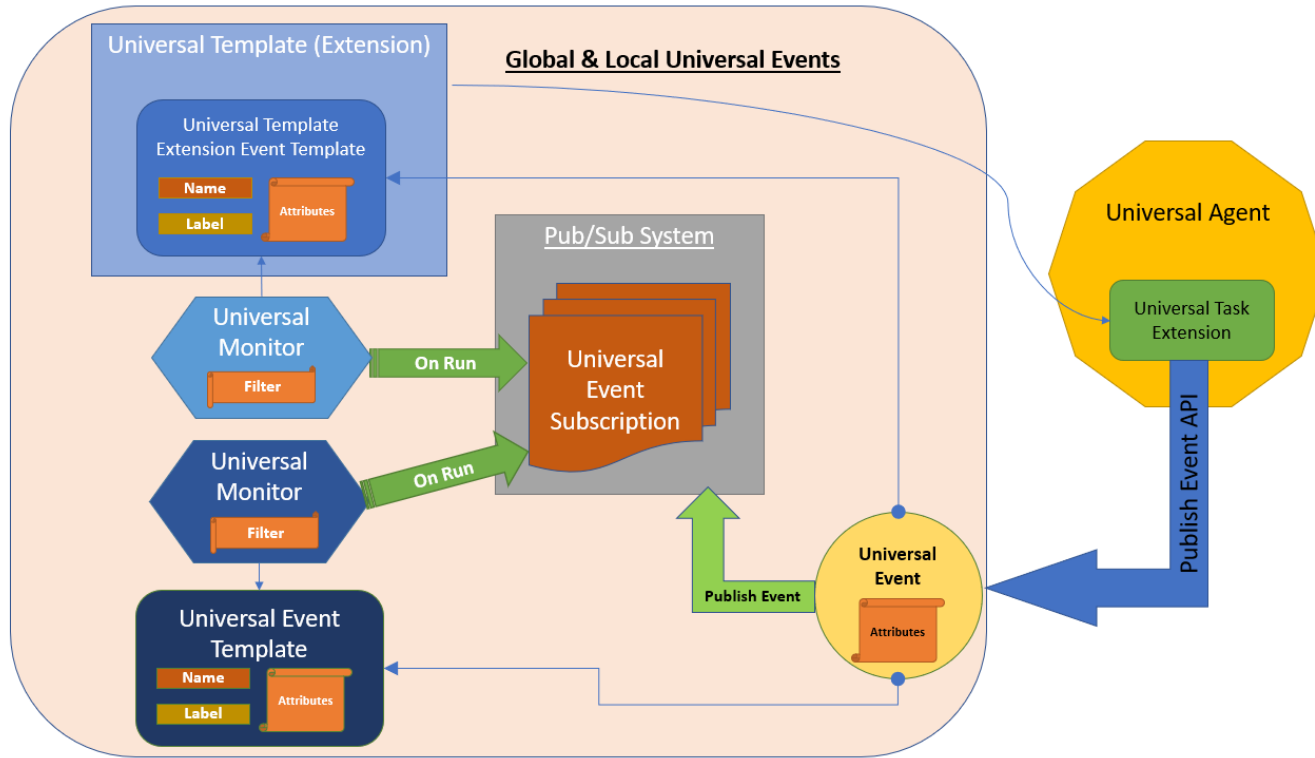 Universal Template (Extension)
Global & Local Universal Events
Universal Template
Extension Event Template
Name
Label
Attributes
Pub/Sub System
Universal Agent
Universal Task
Extension
Universal
Monitor
Filter
On Run
Universal
Event
Subscription
Universal
Monitor
Filter
On Run
Publish Event API
Universal
Event
Attributes
Publish Event
Universal Event
Template
Name
Label
Attributes